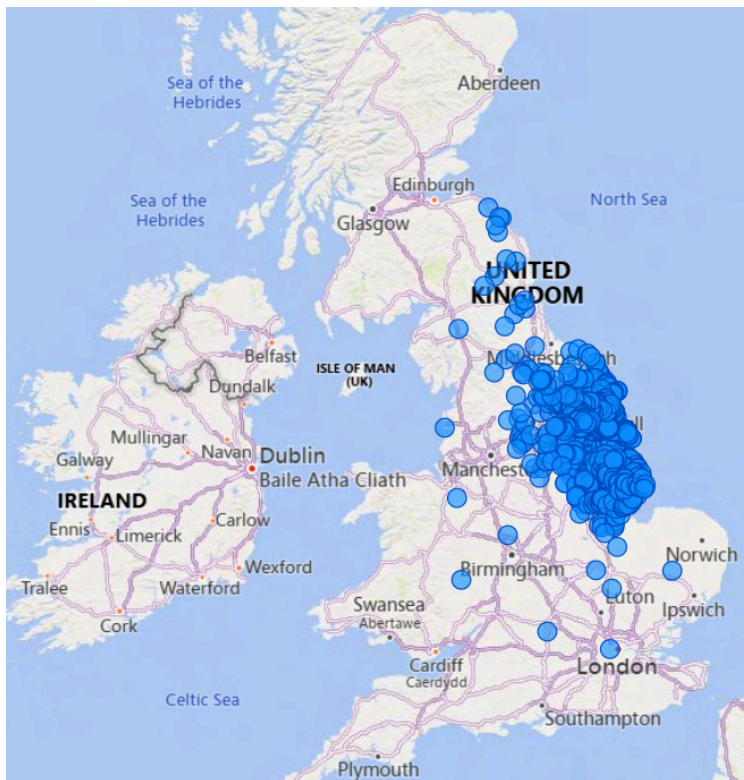 Sea of the
Hebrides
Aberdeen
Sea of the
Hebrides
Edinburgh
Glasgow
North Sea
UNITED
KINGDOM
Belfast
ISLE OF MAN
(UK)
Dundalk
Mullingar
Navan
Dublin
Baile Atha Cliath
Galway
IRELAND
Ennis
Limerick
Carlow
Tralee
Waterford
Wexford
Cork
Manches
Norwich
Birmingham
Ipswich
Swansea
Abertawe
Luton
Cardiff
Caerdydd
London
Celtic Sea
Southampton
Plymouth